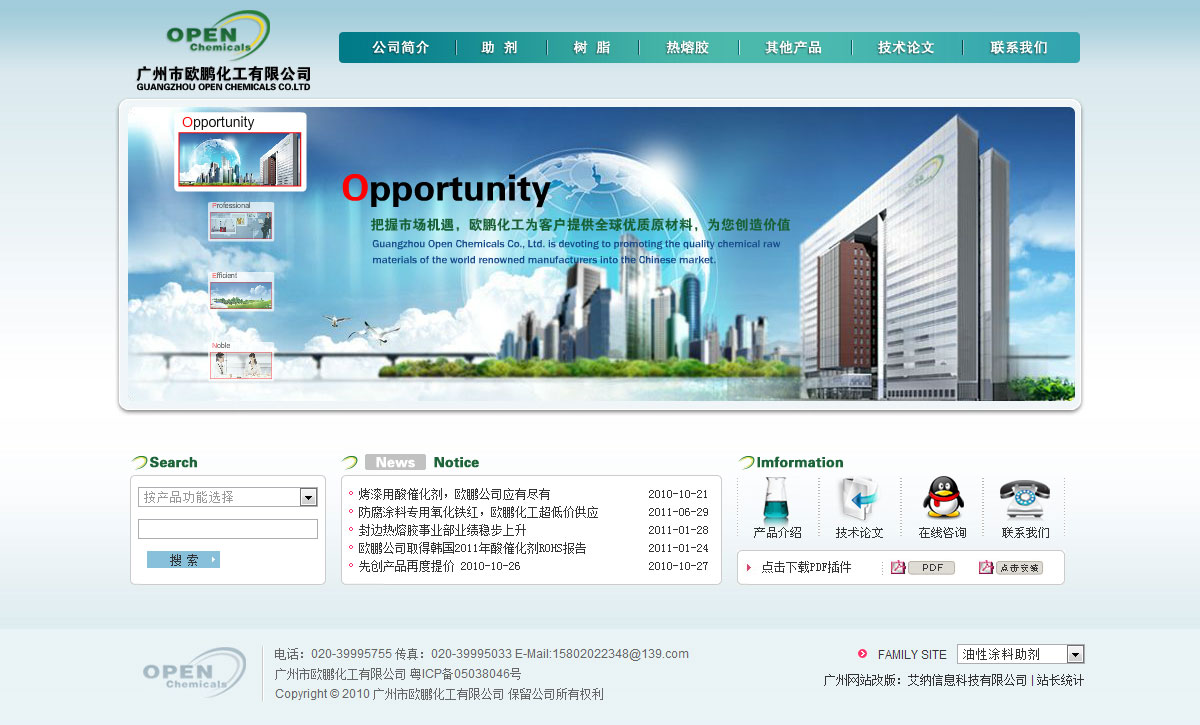 OPEN
Chemicals
广州市欧鹏化工有限公司
GUANGZHOU OPEN CHEMICALS CO.LTD
公司简介 助 剂 树 脂 热熔胶 其他产品 技术论文 联系我们
Opportunity
Professional
Efficient
Noble
Opportunity
把握市场机遇，欧鹏化工为客户提供全球优质原材料，为您创造价值
Guangzhou Open Chemicals Co., Ltd. is devoting to promoting the quality chemical raw
materials of the world renowned manufacturers into the Chinese market.
Search
按产品功能选择
搜 索
News Notice
烤漆用酸催化剂，欧鹏公司应有尽有 2010-10-21
防腐涂料专用氧化铁红，欧鹏化工超低价供应 2011-06-29
封边热熔胶事业部业绩稳步上升 2011-01-28
欧鹏公司取得韩国2011年酸催化剂ROHS报告 2011-01-24
先创产品再度提价 2010-10-26 2010-10-27
Imformation
产品介绍 技术论文 在线咨询 联系我们
点击下载PDF插件 PDF 点击安装
OPEN
Chemicals
电话：020-39995755 传真：020-39995033 E-Mail:15802022348@139.com
广州市欧鹏化工有限公司 粤ICP备05038046号
Copyright © 2010 广州市欧鹏化工有限公司 保留公司所有权利
FAMILY SITE 油性涂料助剂
广州网站改版：艾纳信息科技有限公司 | 站长统计